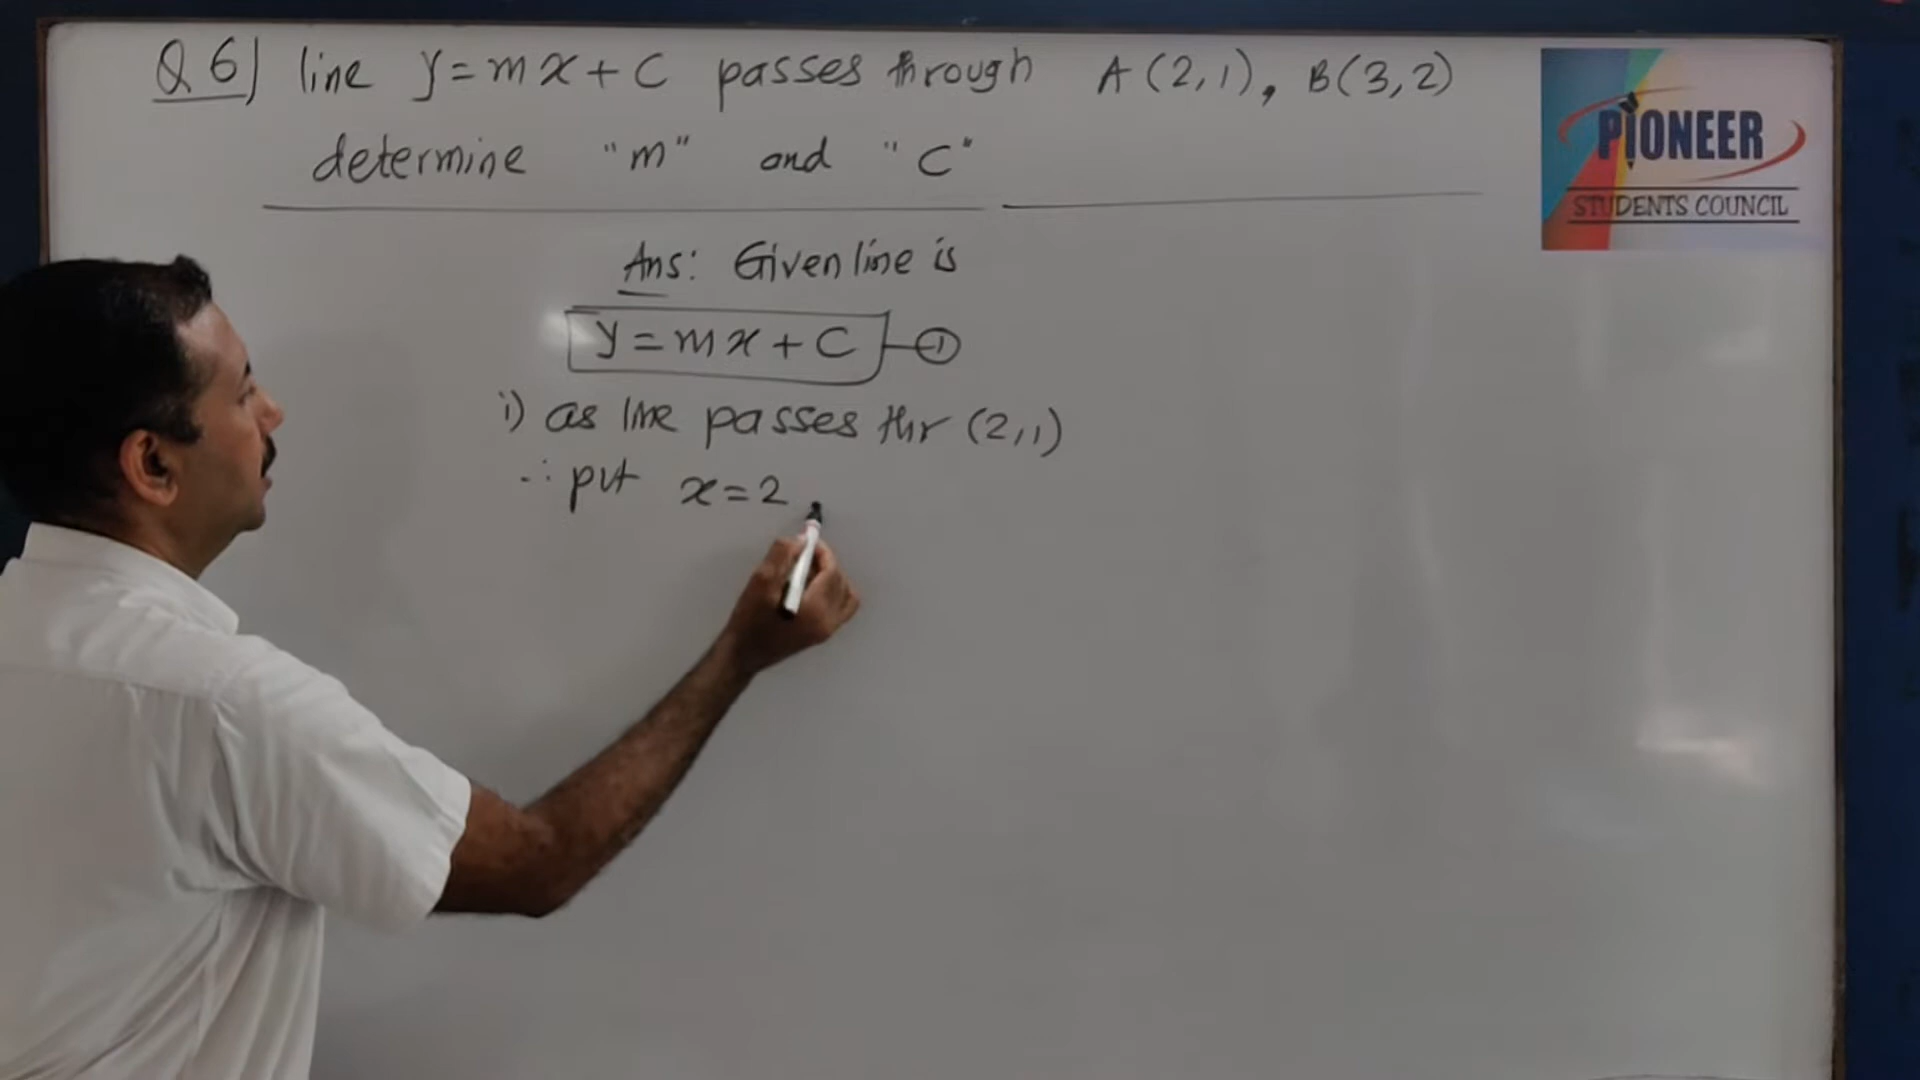 Q 6) line y = mx + C passes through A(2,1), B(3,2)
determine "m" and "C"
Ans: Given line is
y = mx + C —①
i) as line passes thr (2,1)
∴ put x = 2
PIONEER
STUDENTS COUNCIL